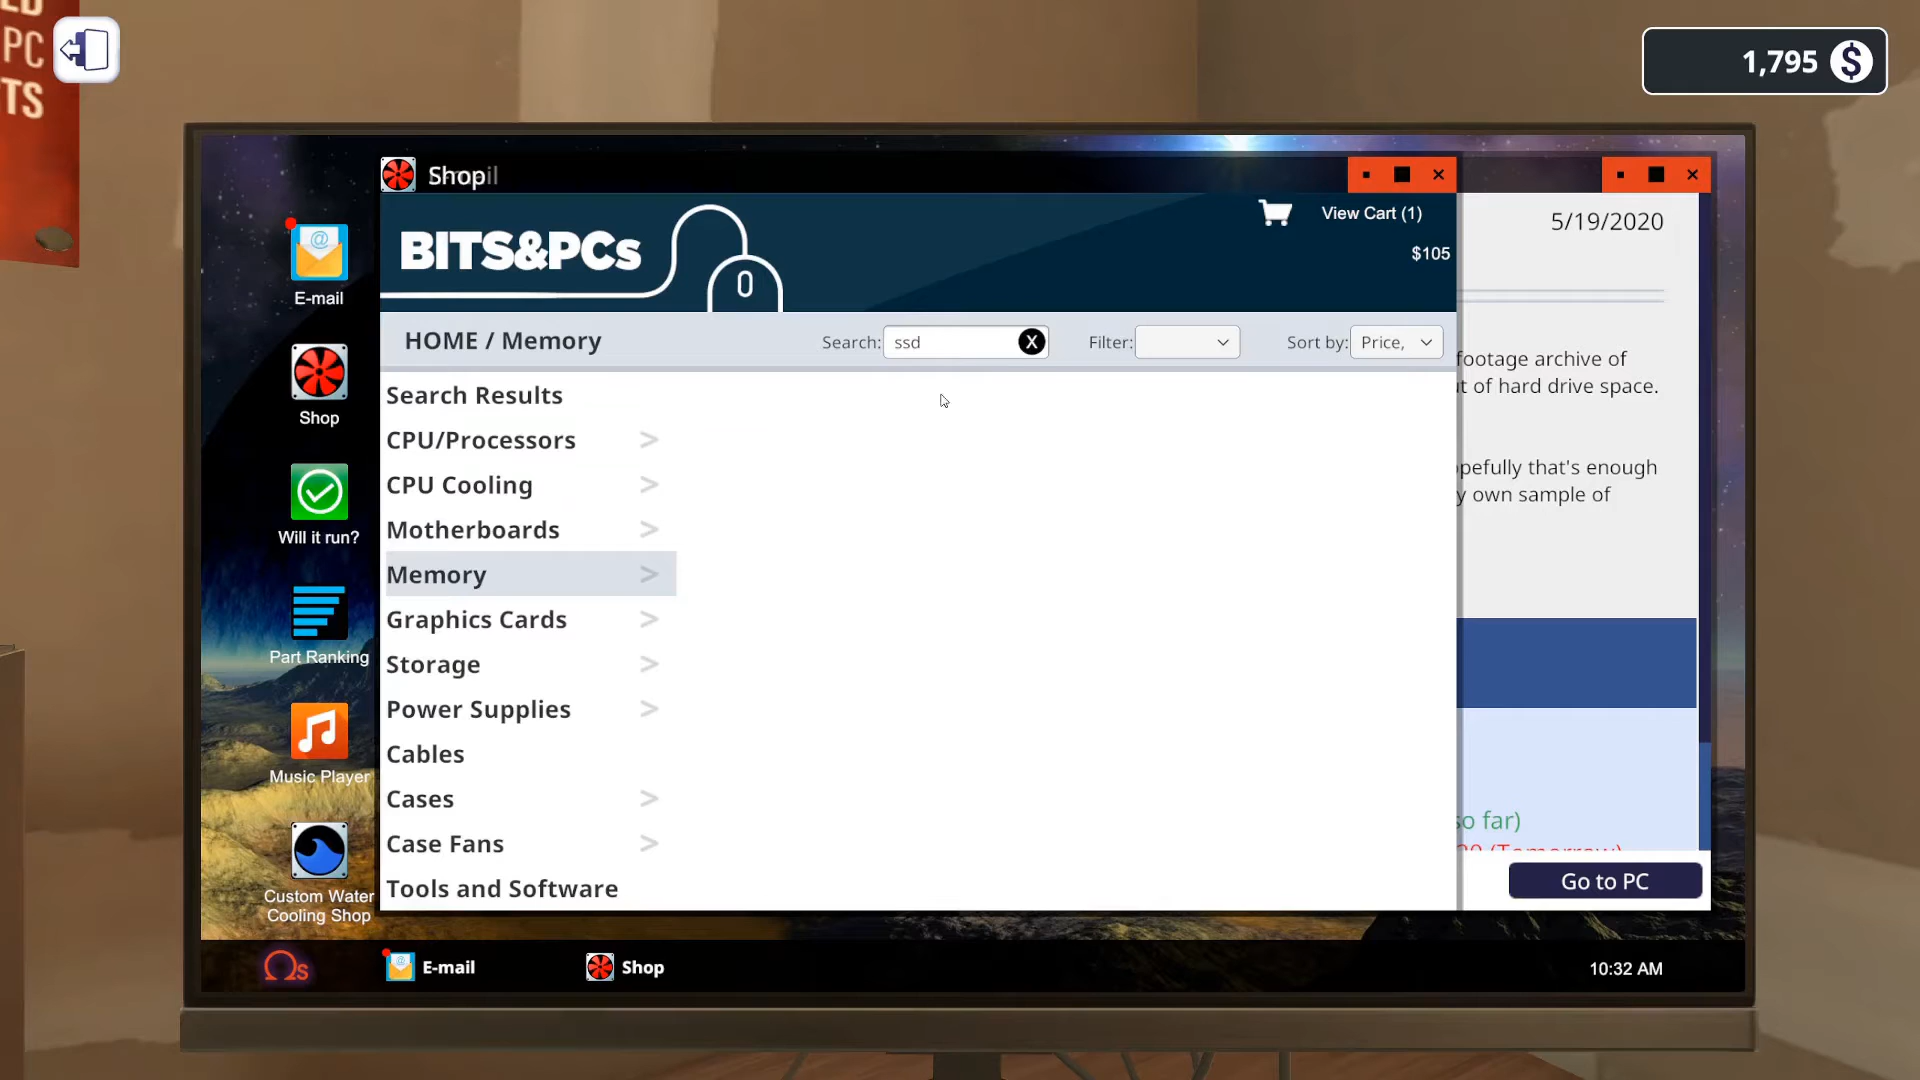 PC
TS
1,795 $
Shop
BITS&PCs
View Cart (1)
$105
HOME / Memory
Search: ssd X
Filter:
Sort by: Price,
Search Results
CPU/Processors >
CPU Cooling >
Motherboards >
Memory >
Graphics Cards >
Storage >
Power Supplies >
Cables
Cases >
Case Fans >
Tools and Software
5/19/2020
footage archive of
of hard drive space.
that's enough
own sample of
so far)
(Tomorrow)
Go to PC
E-mail
Shop
Will it run?
Part Ranking
Music Player
Custom Water
Cooling Shop
Ωs
E-mail
Shop
10:32 AM